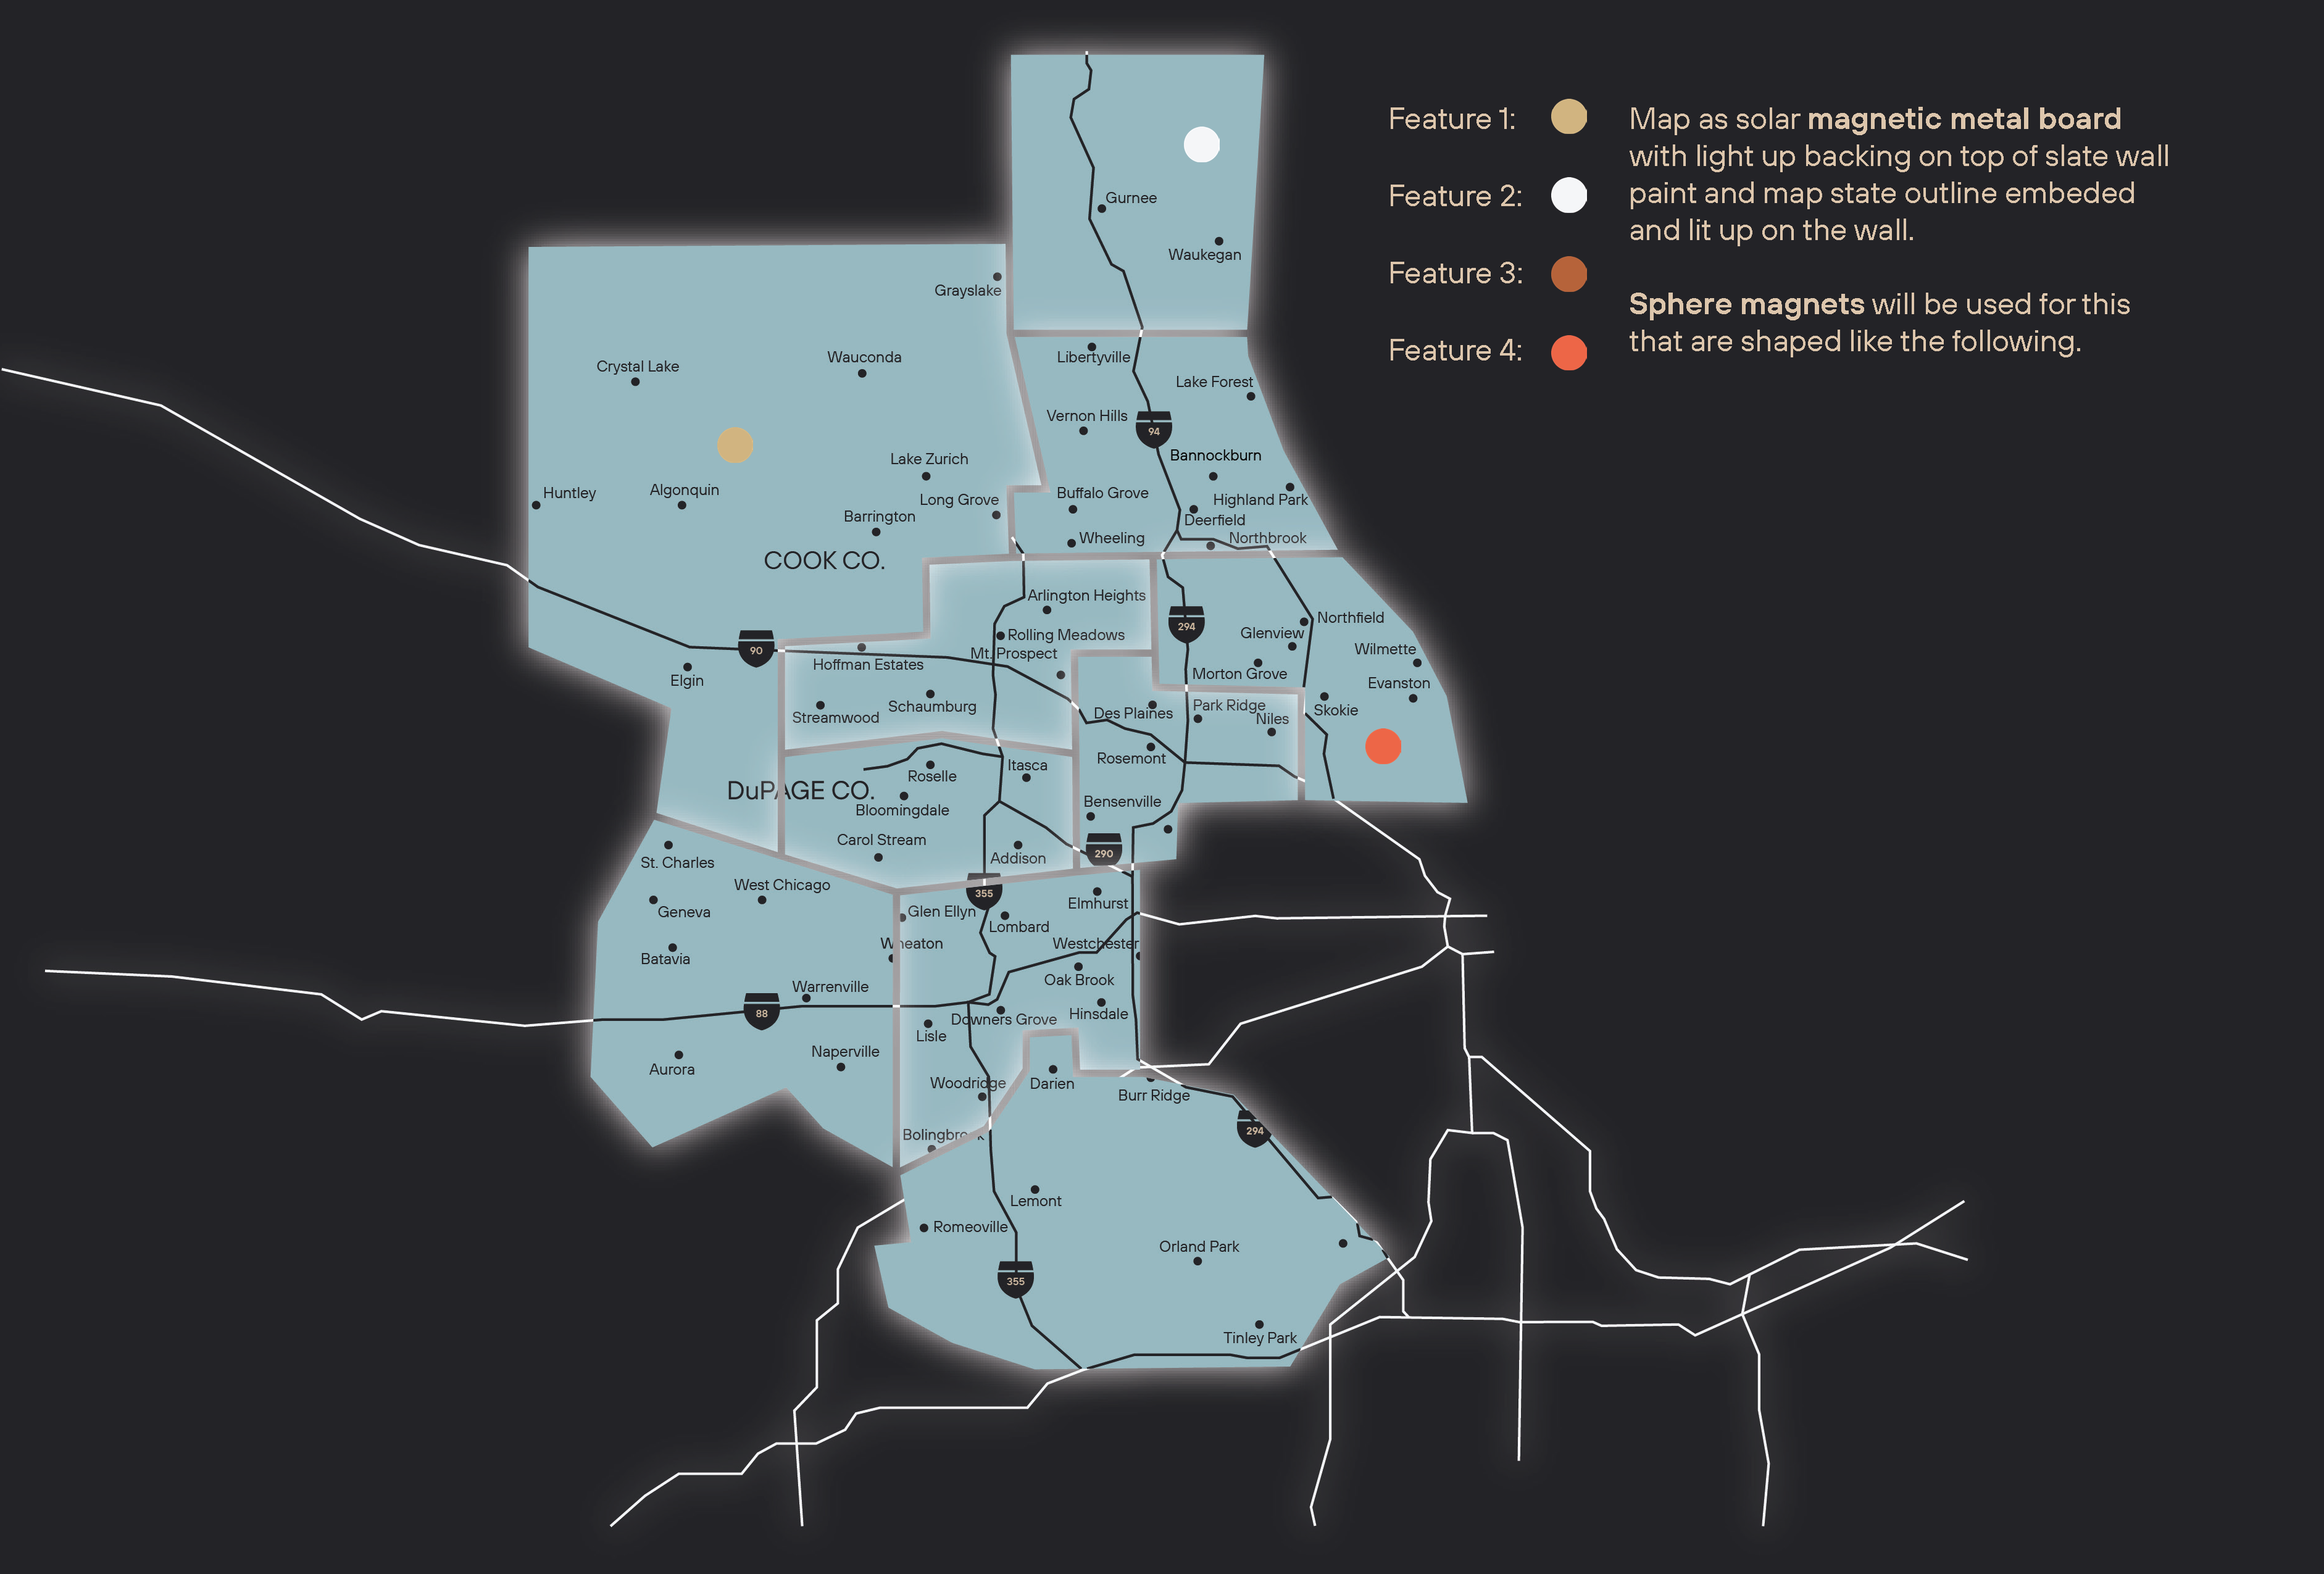 Feature 1:
Feature 2:
Feature 3:
Feature 4:
Map as solar magnetic metal board
with light up backing on top of slate wall
paint and map state outline embeded
and lit up on the wall.
Sphere magnets will be used for this
that are shaped like the following.
Gurnee
Waukegan
Grayslake
Crystal Lake
Wauconda
Libertyville
Lake Forest
Vernon Hills
94
Bannockburn
Lake Zurich
Huntley
Algonquin
Long Grove
Buffalo Grove
Highland Park
Barrington
Deerfield
Wheeling
Northbrook
COOK CO.
Arlington Heights
294
Northfield
Rolling Meadows
Glenview
90
Hoffman Estates
Mt. Prospect
Wilmette
Elgin
Morton Grove
Evanston
Streamwood
Schaumburg
Des Plaines
Park Ridge
Niles
Skokie
Rosemont
Itasca
Roselle
DuPAGE CO.
Bloomingdale
Bensenville
Carol Stream
Addison
290
St. Charles
West Chicago
355
Geneva
Glen Ellyn
Lombard
Elmhurst
Batavia
Wheaton
Westchester
Oak Brook
Warrenville
88
Downers Grove
Hinsdale
Lisle
Naperville
Aurora
Woodridge
Darien
Burr Ridge
Bolingbrook
294
Lemont
Romeoville
Orland Park
355
Tinley Park